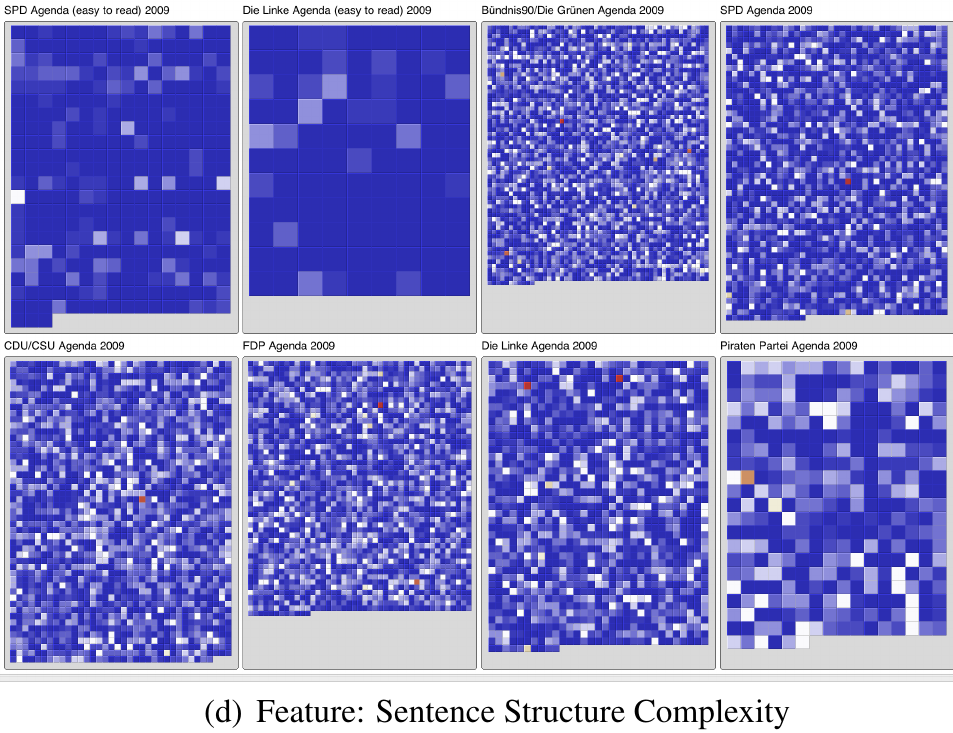 SPD Agenda (easy to read) 2009
Die Linke Agenda (easy to read) 2009
Bündnis90/Die Grünen Agenda 2009
SPD Agenda 2009
CDU/CSU Agenda 2009
FDP Agenda 2009
Die Linke Agenda 2009
Piraten Partei Agenda 2009
(d) Feature: Sentence Structure Complexity